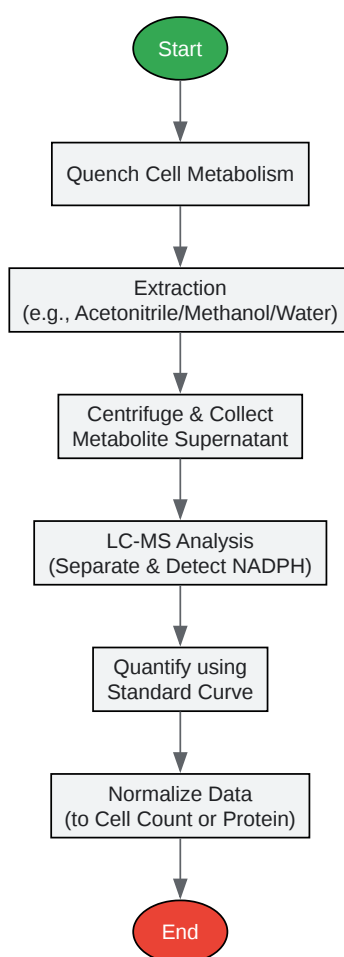 Start
Quench Cell Metabolism
Extraction
(e.g., Acetonitrile/Methanol/Water)
Centrifuge & Collect
Metabolite Supernatant
LC-MS Analysis
(Separate & Detect NADPH)
Quantify using
Standard Curve
Normalize Data
(to Cell Count or Protein)
End